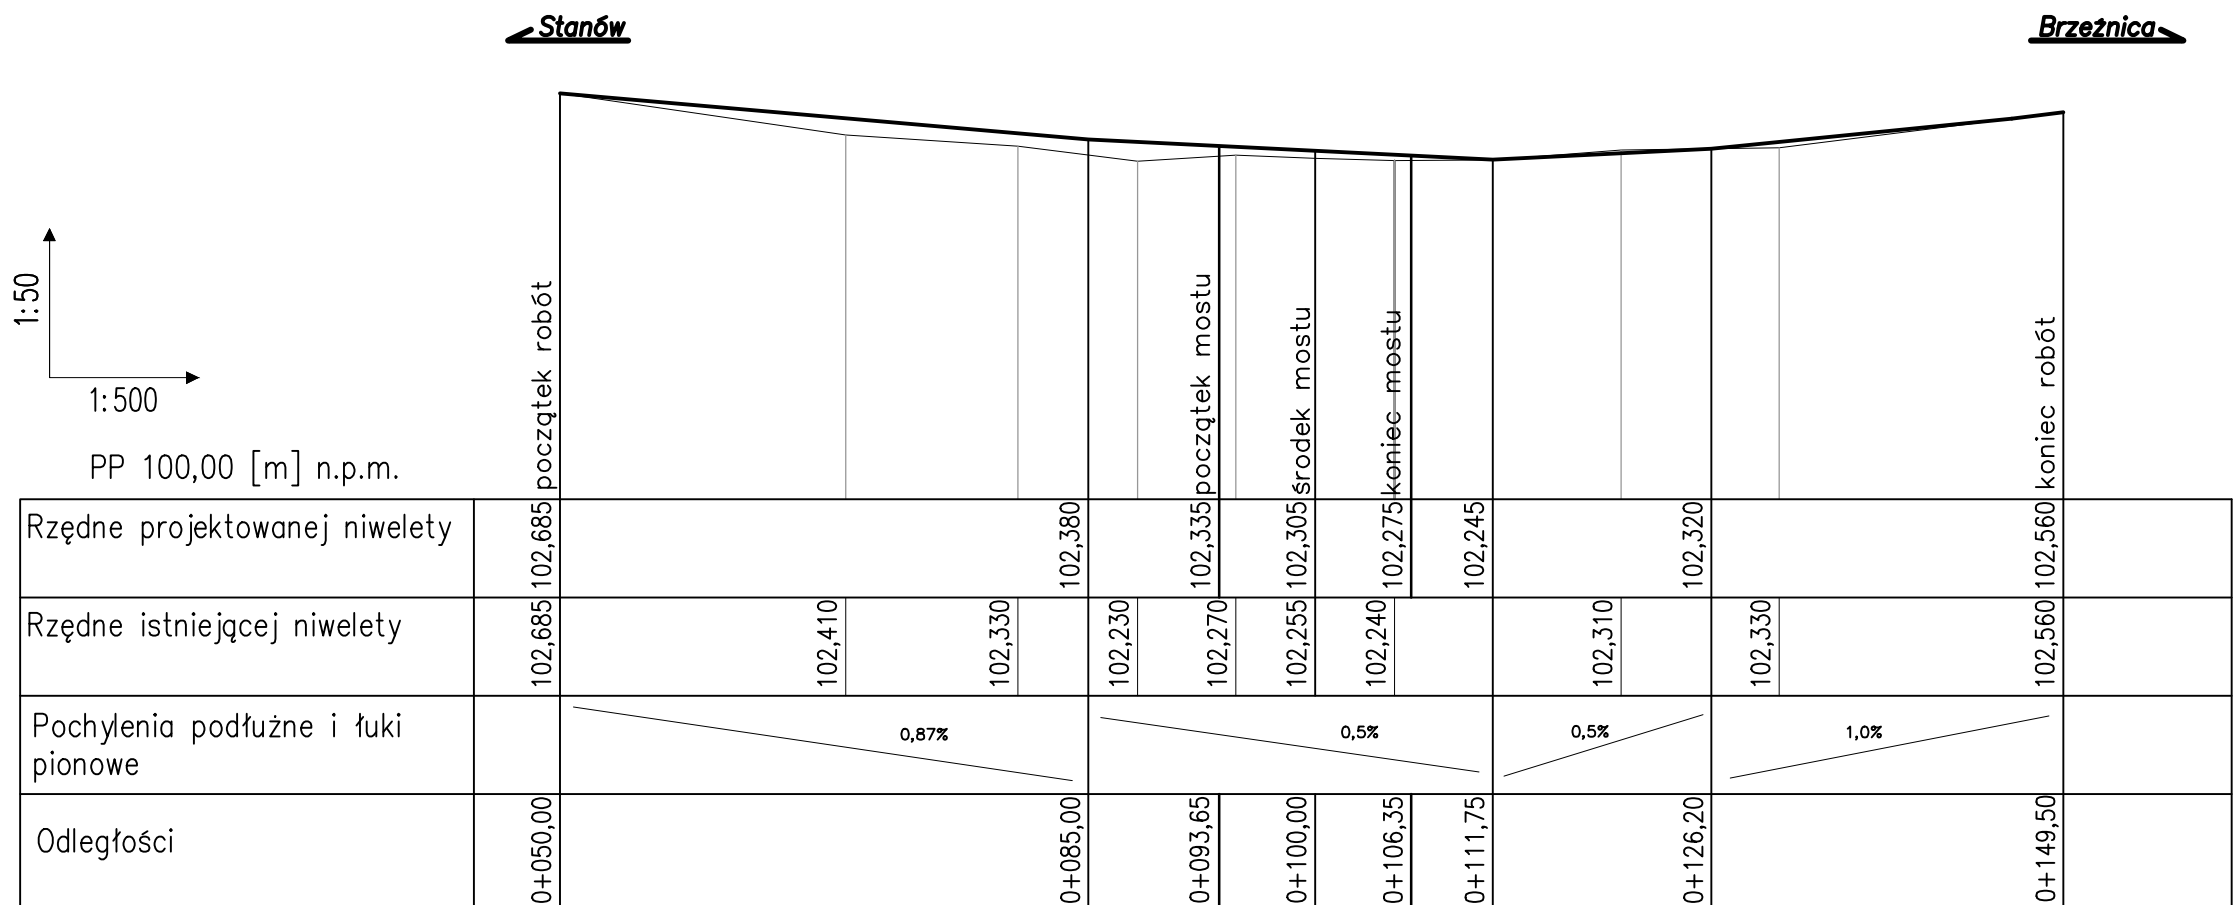 Stanów
Brzeźnica
1:50
1:500
PP 100,00 [m] n.p.m.
początek robót
początek mostu
środek mostu
koniec mostu
koniec robót
Rzędne projektowanej niwelety
102,685
102,380
102,335
102,305
102,275
102,245
102,320
102,560
Rzędne istniejącej niwelety
102,685
102,410
102,330
102,230
102,270
102,255
102,240
102,310
102,330
102,560
Pochylenia podłużne i łuki
pionowe
0,87%
0,5%
0,5%
1,0%
Odległości
0+050,00
0+085,00
0+093,65
0+100,00
0+106,35
0+111,75
0+126,20
0+149,50